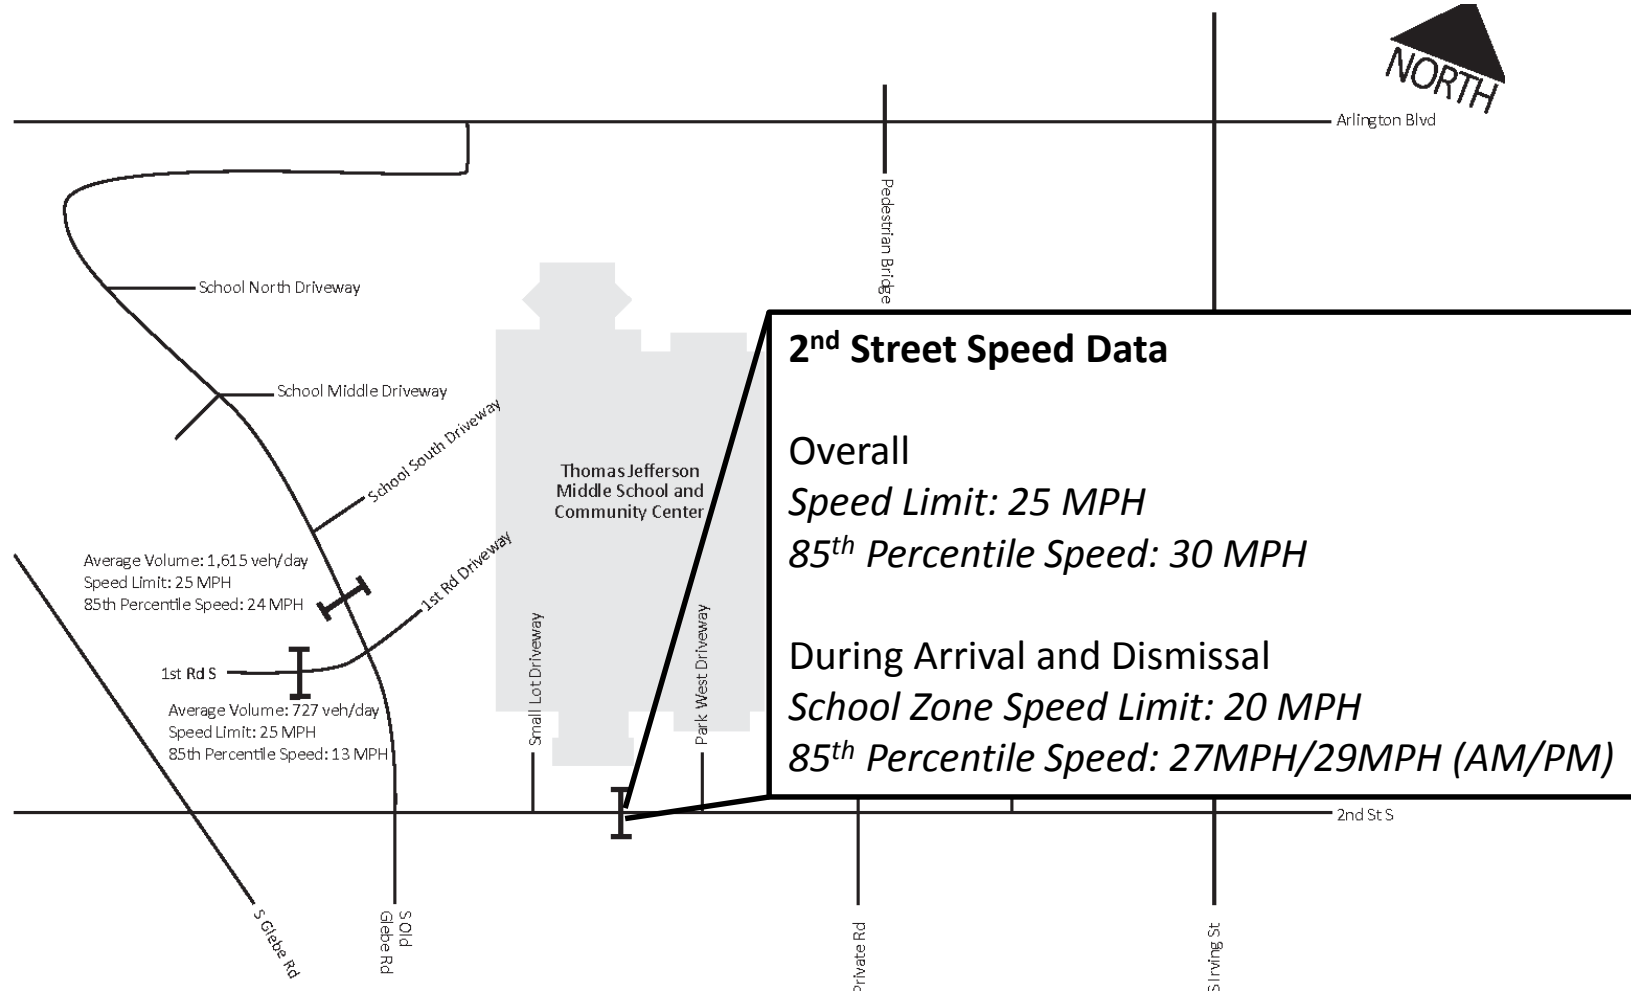 NORTH
Arlington Blvd
Pedestrian Bridge
School North Driveway
School Middle Driveway
School South Driveway
2nd Street Speed Data
Overall
Speed Limit: 25 MPH
85th Percentile Speed: 30 MPH
During Arrival and Dismissal
School Zone Speed Limit: 20 MPH
85th Percentile Speed: 27MPH/29MPH (AM/PM)
Thomas Jefferson
Middle School and
Community Center
Average Volume: 1,615 veh/day
Speed Limit: 25 MPH
85th Percentile Speed: 24 MPH
1st Rd Driveway
1st Rd S
Average Volume: 727 veh/day
Speed Limit: 25 MPH
85th Percentile Speed: 13 MPH
Small Lot Driveway
Park West Driveway
2nd St S
S Glebe Rd
S Old
Glebe Rd
Private Rd
S Irving St